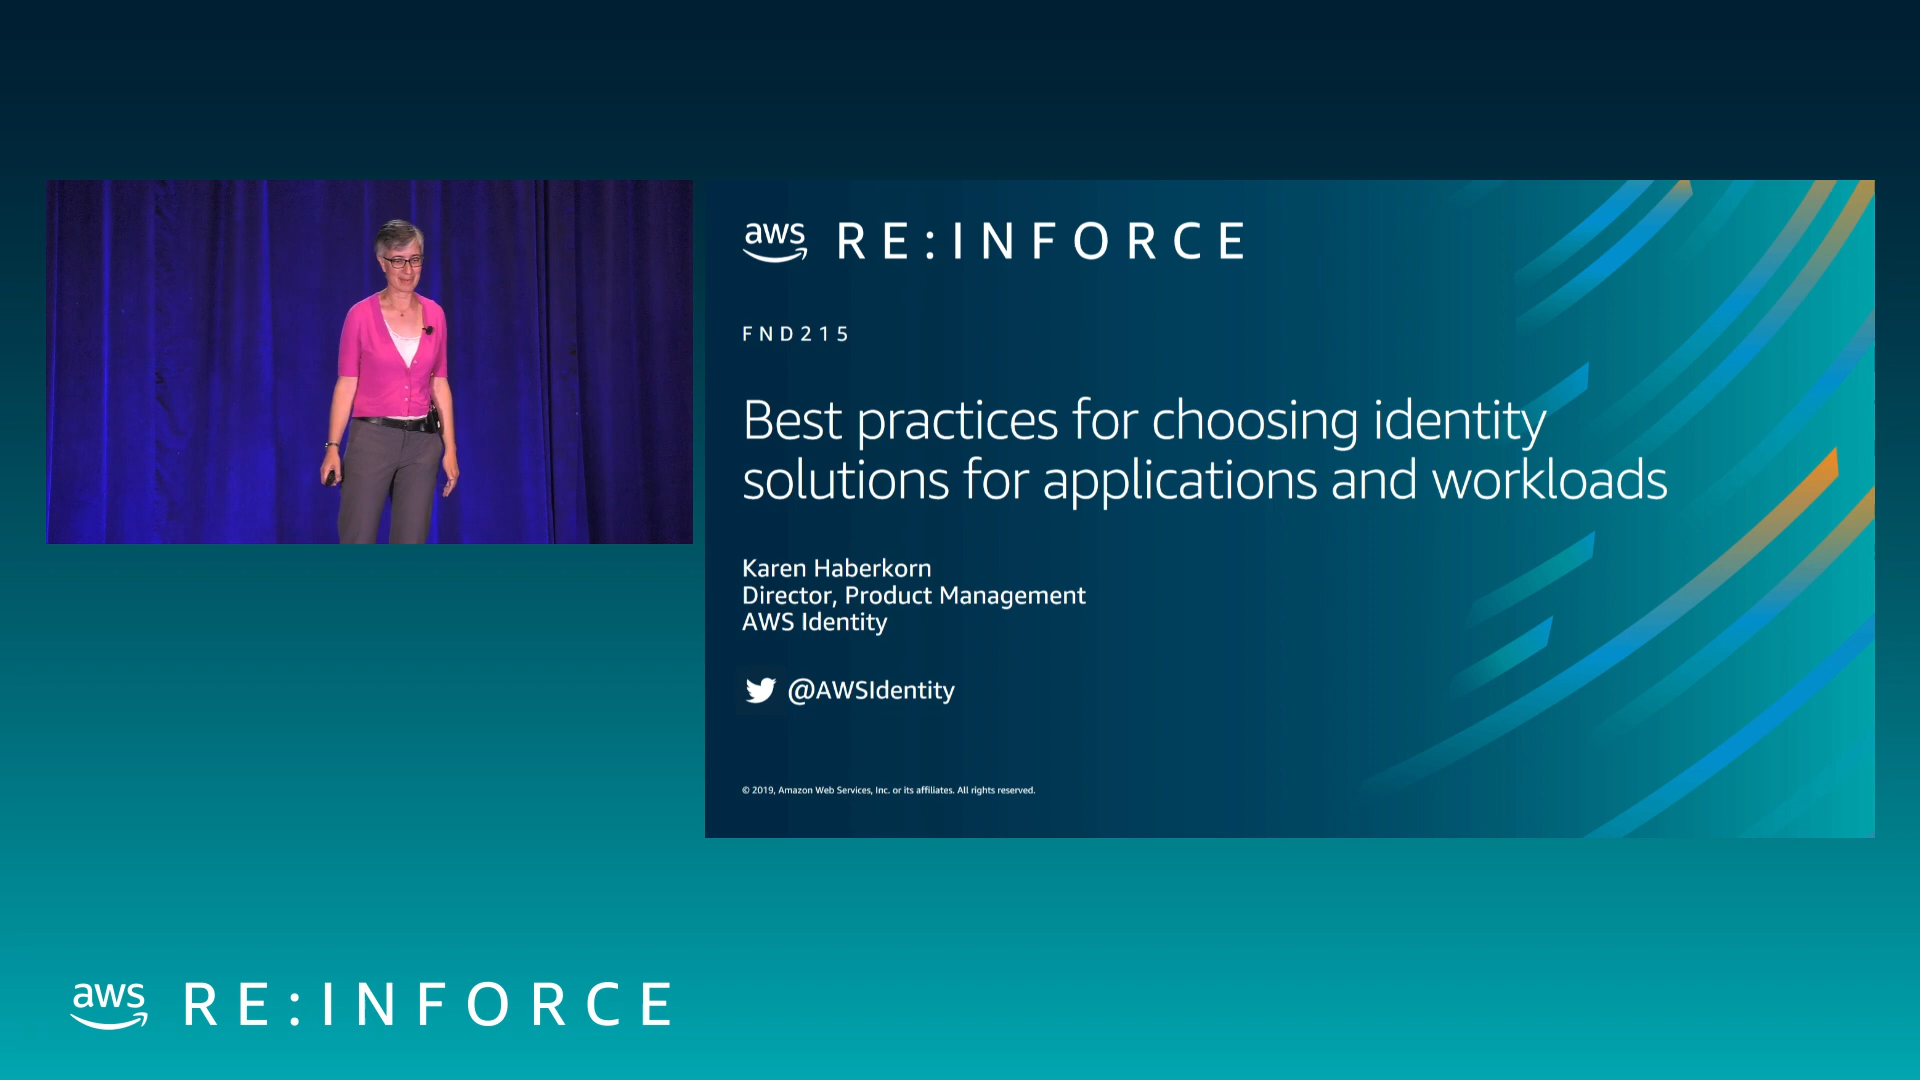 aws RE:INFORCE
FND215
Best practices for choosing identity
solutions for applications and workloads
Karen Haberkorn
Director, Product Management
AWS Identity
@AWSIdentity
© 2019, Amazon Web Services, Inc. or its affiliates. All rights reserved.
aws RE:INFORCE